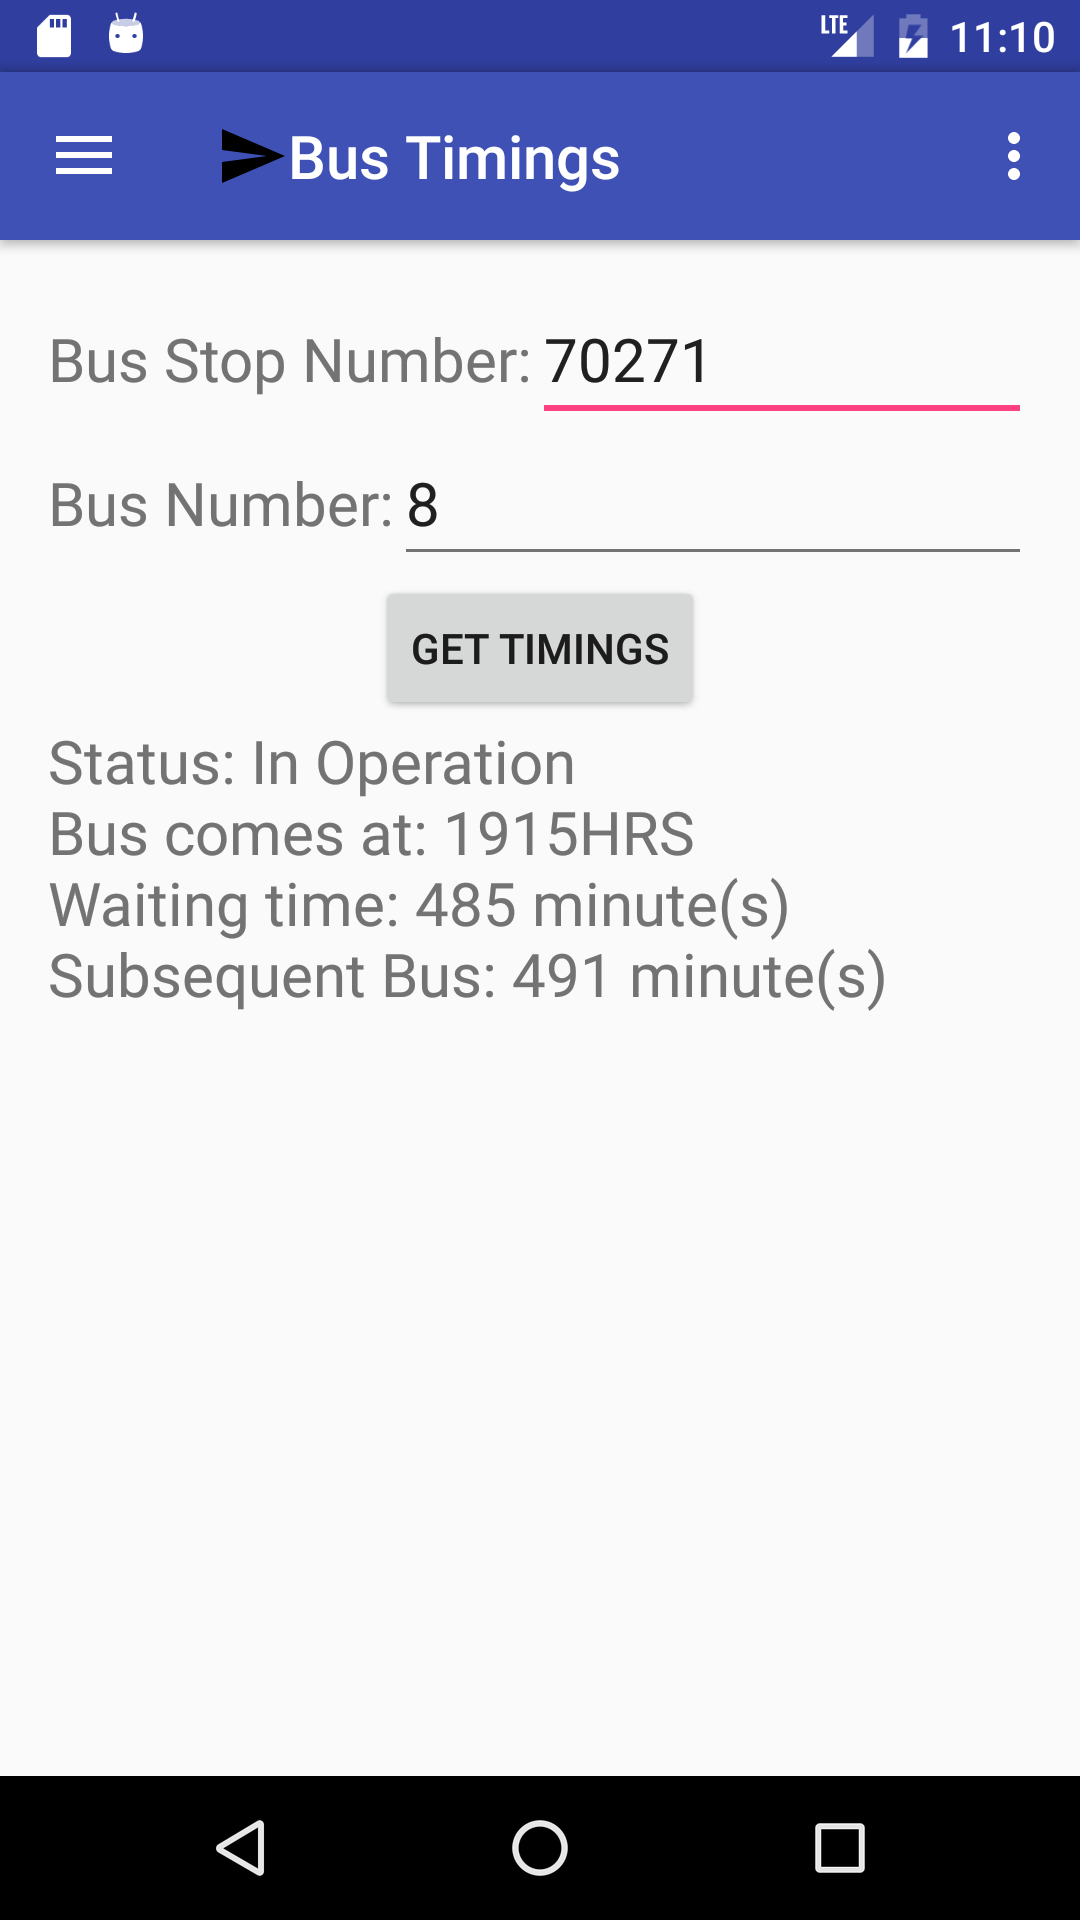 LTE 11:10
Bus Timings
Bus Stop Number: 70271
Bus Number: 8
GET TIMINGS
Status: In Operation
Bus comes at: 1915HRS
Waiting time: 485 minute(s)
Subsequent Bus: 491 minute(s)